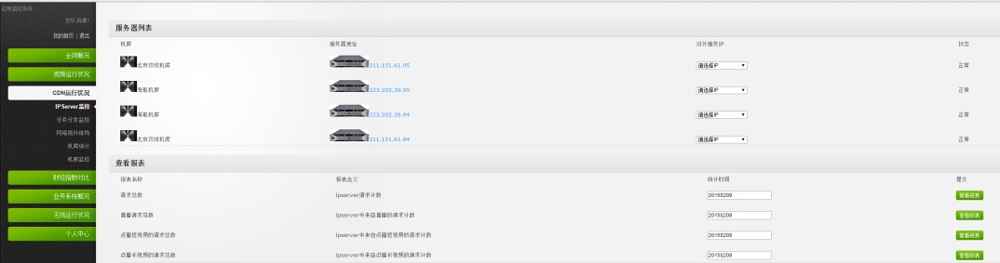 应用监控系统
我的首页 | 退出
全网概况
视频运行状况
CDN运行状况
IPServer监控
任务分发监控
网络拓扑结构
机房统计
机房监控
财经指数对比
业务系统概况
无线运行状况
个人中心
服务器列表
机房 服务器地址 对外服务IP 状态
北京双线机房 211.151.61.95 请选择IP 正常
海航机房 223.202.39.95 请选择IP 正常
海航机房 223.202.39.94 请选择IP 正常
北京双线机房 211.151.61.94 请选择IP 正常
查看报表
报表名称 报表含义 统计时间 提交
请求总数 ipserver请求计数 20150209 查看报表
直播请求总数 ipserver中来自直播的请求计数 20150209 查看报表
点播短视频的请求总数 ipserver中来自点播短视频的请求计数 20150209 查看报表
点播长视频的请求总数 ipserver中来自点播长视频的请求计数 20150209 查看报表